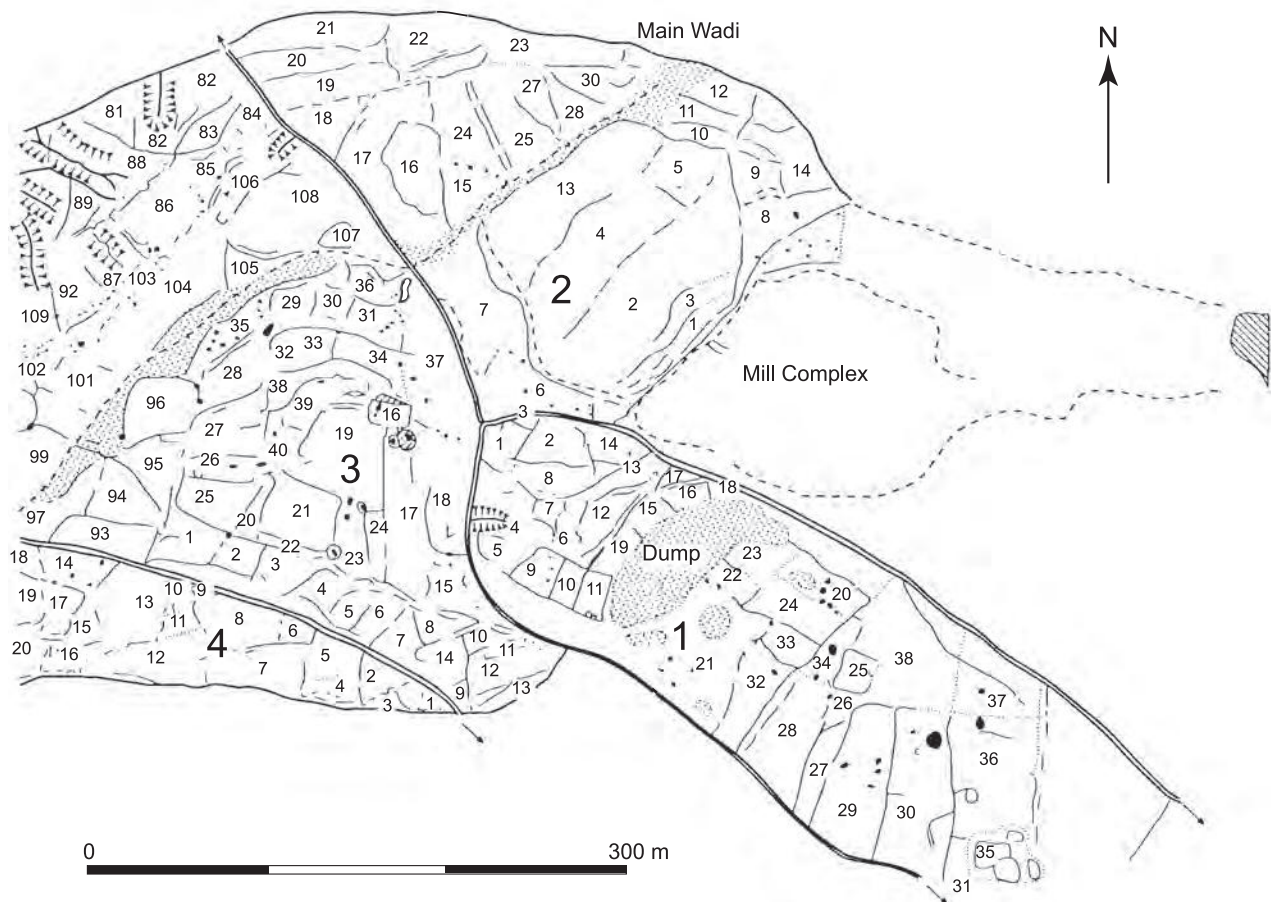 21 22 23 Main Wadi N
82 20 30
81 19 27 12
82 83 84 18 24 28 11
88 25 10
85 17 16 5 9 14
106 15 13
89 86 108 8
107 4
105
87 103 104 36 2
92 29 30 7 3
109 35 31 2 1
33 37
102 101 32 34
28 Mill Complex
38 6
96 39 16 3
27 19 1 2 14
99 95 26 40 3 8 13
94 25 21 17 16 18
97 20 18 7 12 15
93 17 4
1 2 22 24 6 19 Dump 23
18 14 3 23 5 22
19 17 10 9 4 15 9 10 11 24 20
13 11 8 5 6
15 6 7 8 1 33
20 16 4 5 10 34 38
12 7 14 11 21 25
4 2 12 32 26 37
3 1 9 13 28
36
27
29 30
0 300 m
35
31